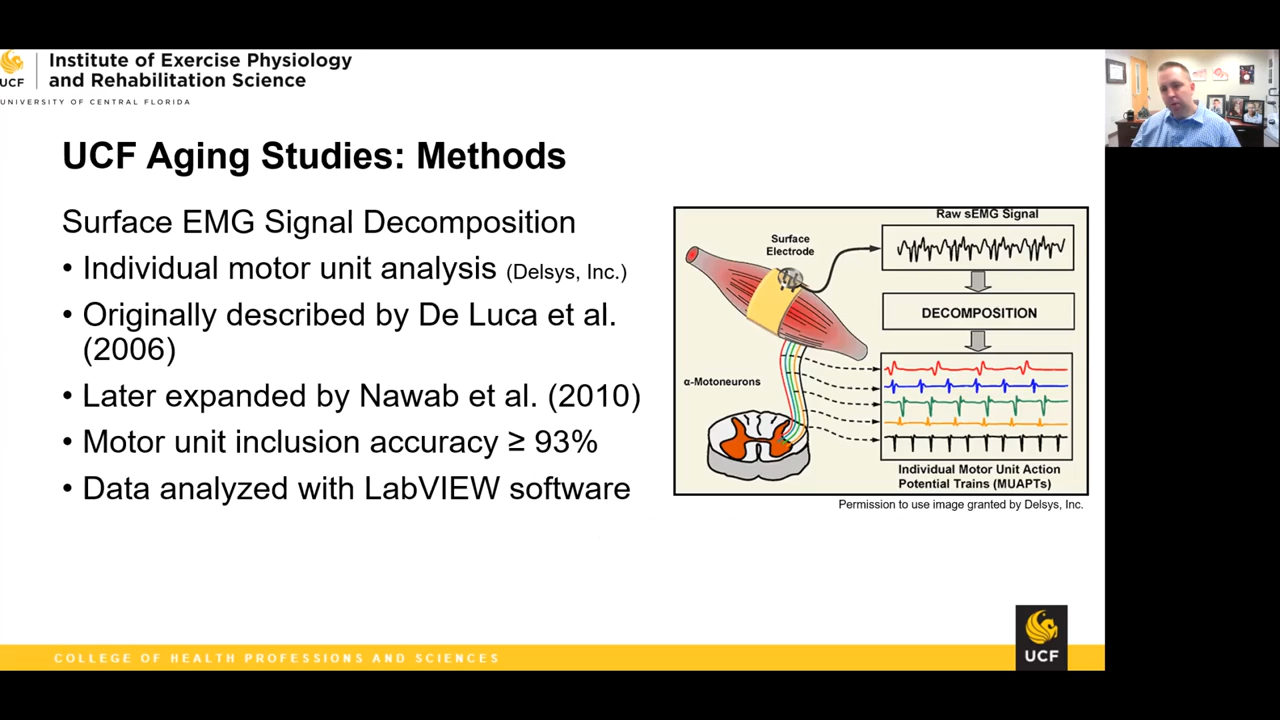 Institute of Exercise Physiology
and Rehabilitation Science
UCF
UNIVERSITY OF CENTRAL FLORIDA
UCF Aging Studies: Methods
Surface EMG Signal Decomposition
• Individual motor unit analysis (Delsys, Inc.)
• Originally described by De Luca et al.
(2006)
• Later expanded by Nawab et al. (2010)
• Motor unit inclusion accuracy ≥ 93%
• Data analyzed with LabVIEW software
Raw sEMG Signal
Surface
Electrode
DECOMPOSITION
α-Motoneurons
Individual Motor Unit Action
Potential Trains (MUAPTs)
Permission to use image granted by Delsys, Inc.
COLLEGE OF HEALTH PROFESSIONS AND SCIENCES
UCF